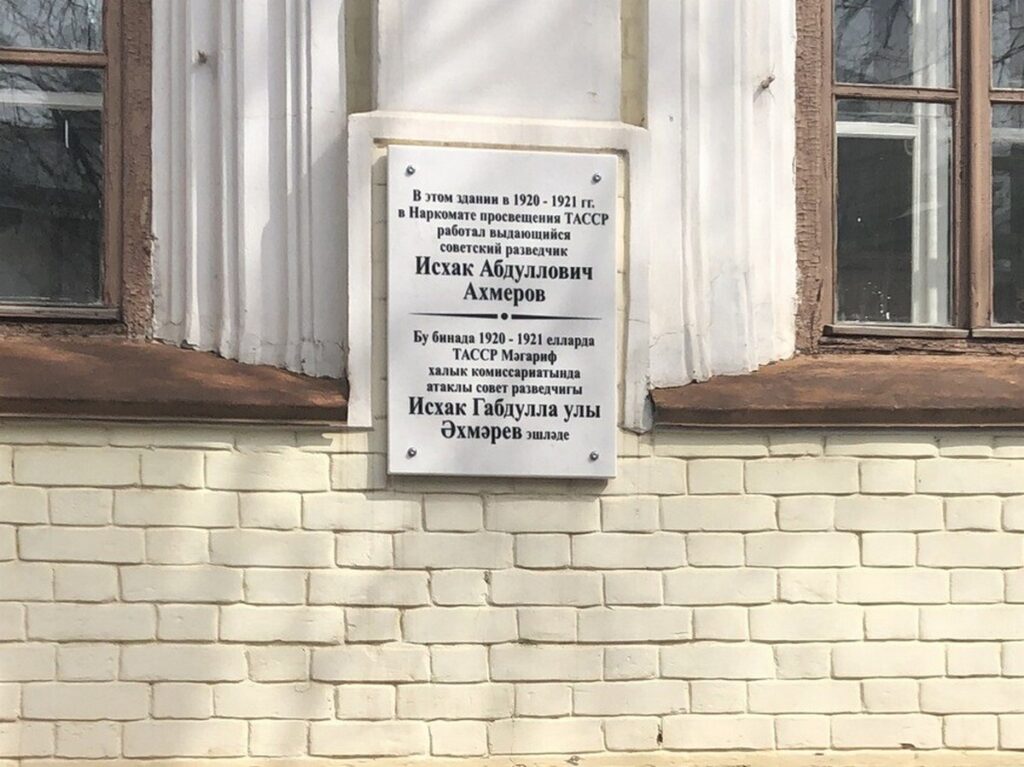 В этом здании в 1920 - 1921 гг.
в Наркомате просвещения ТАССР
работал выдающийся
советский разведчик
Исхак Абдуллович
Ахмеров
Бу бинада 1920 - 1921 елларда
ТАССР Мәгариф
халык комиссариатында
атаклы совет разведчигы
Исхак Габдулла улы
Әхмәрев эшләде